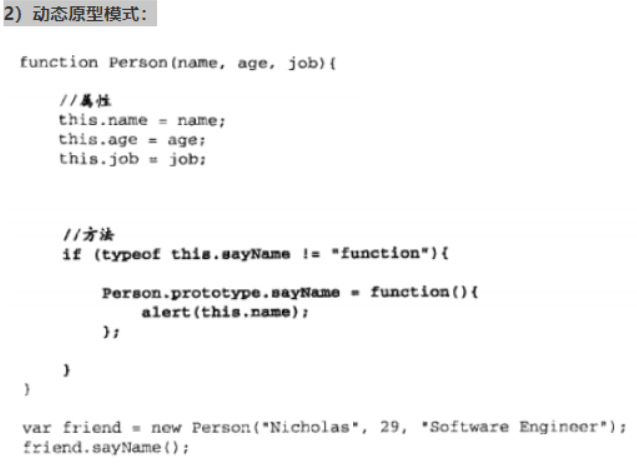 2）动态原型模式：
function Person(name, age, job){
//属性
this.name = name;
this.age = age;
this.job = job;
//方法
if (typeof this.sayName != "function"){
Person.prototype.sayName = function(){
alert(this.name);
};
}
}
var friend = new Person("Nicholas", 29, "Software Engineer");
friend.sayName();